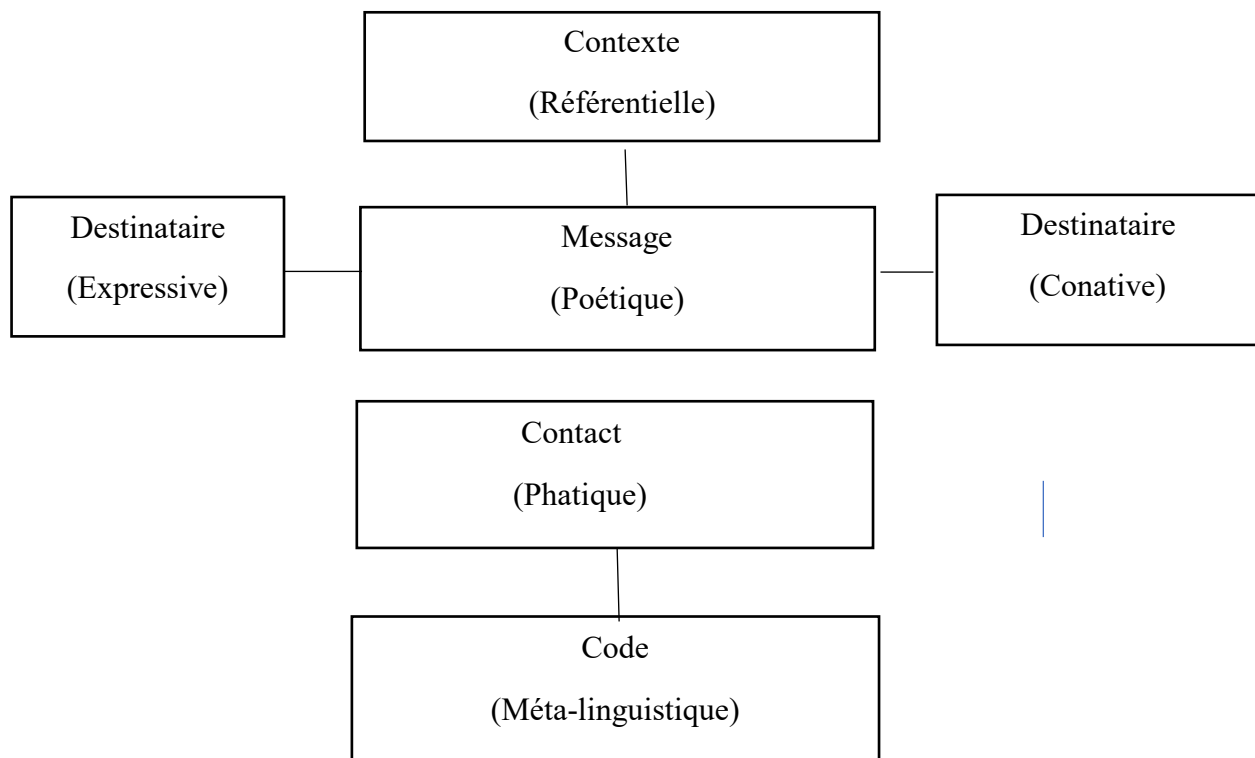 Contexte
(Référentielle)
Destinataire
(Expressive)
Message
(Poétique)
Destinataire
(Conative)
Contact
(Phatique)
Code
(Méta-linguistique)